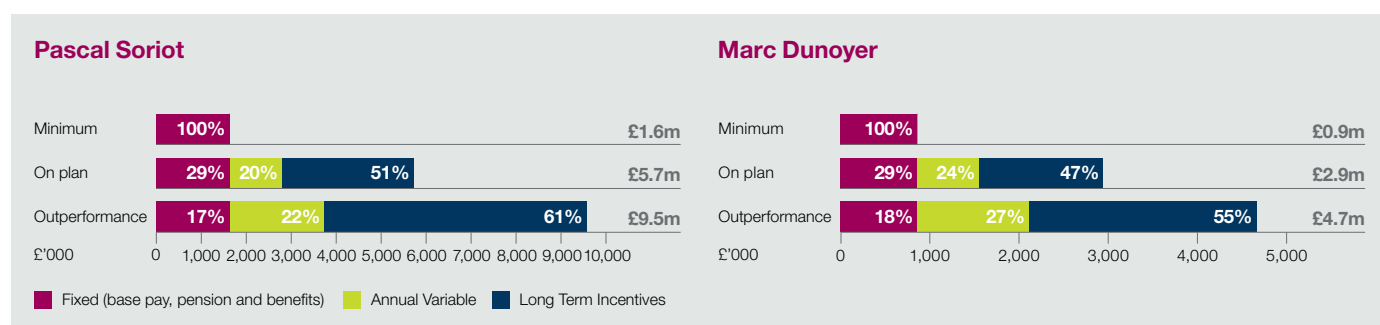 Pascal Soriot
Minimum 100% £1.6m
On plan 29% 20% 51% £5.7m
Outperformance 17% 22% 61% £9.5m
£’000 0 1,000 2,000 3,000 4,000 5,000 6,000 7,000 8,000 9,000 10,000
Marc Dunoyer
Minimum 100% £0.9m
On plan 29% 24% 47% £2.9m
Outperformance 18% 27% 55% £4.7m
£’000 0 1,000 2,000 3,000 4,000 5,000
Fixed (base pay, pension and benefits) Annual Variable Long Term Incentives